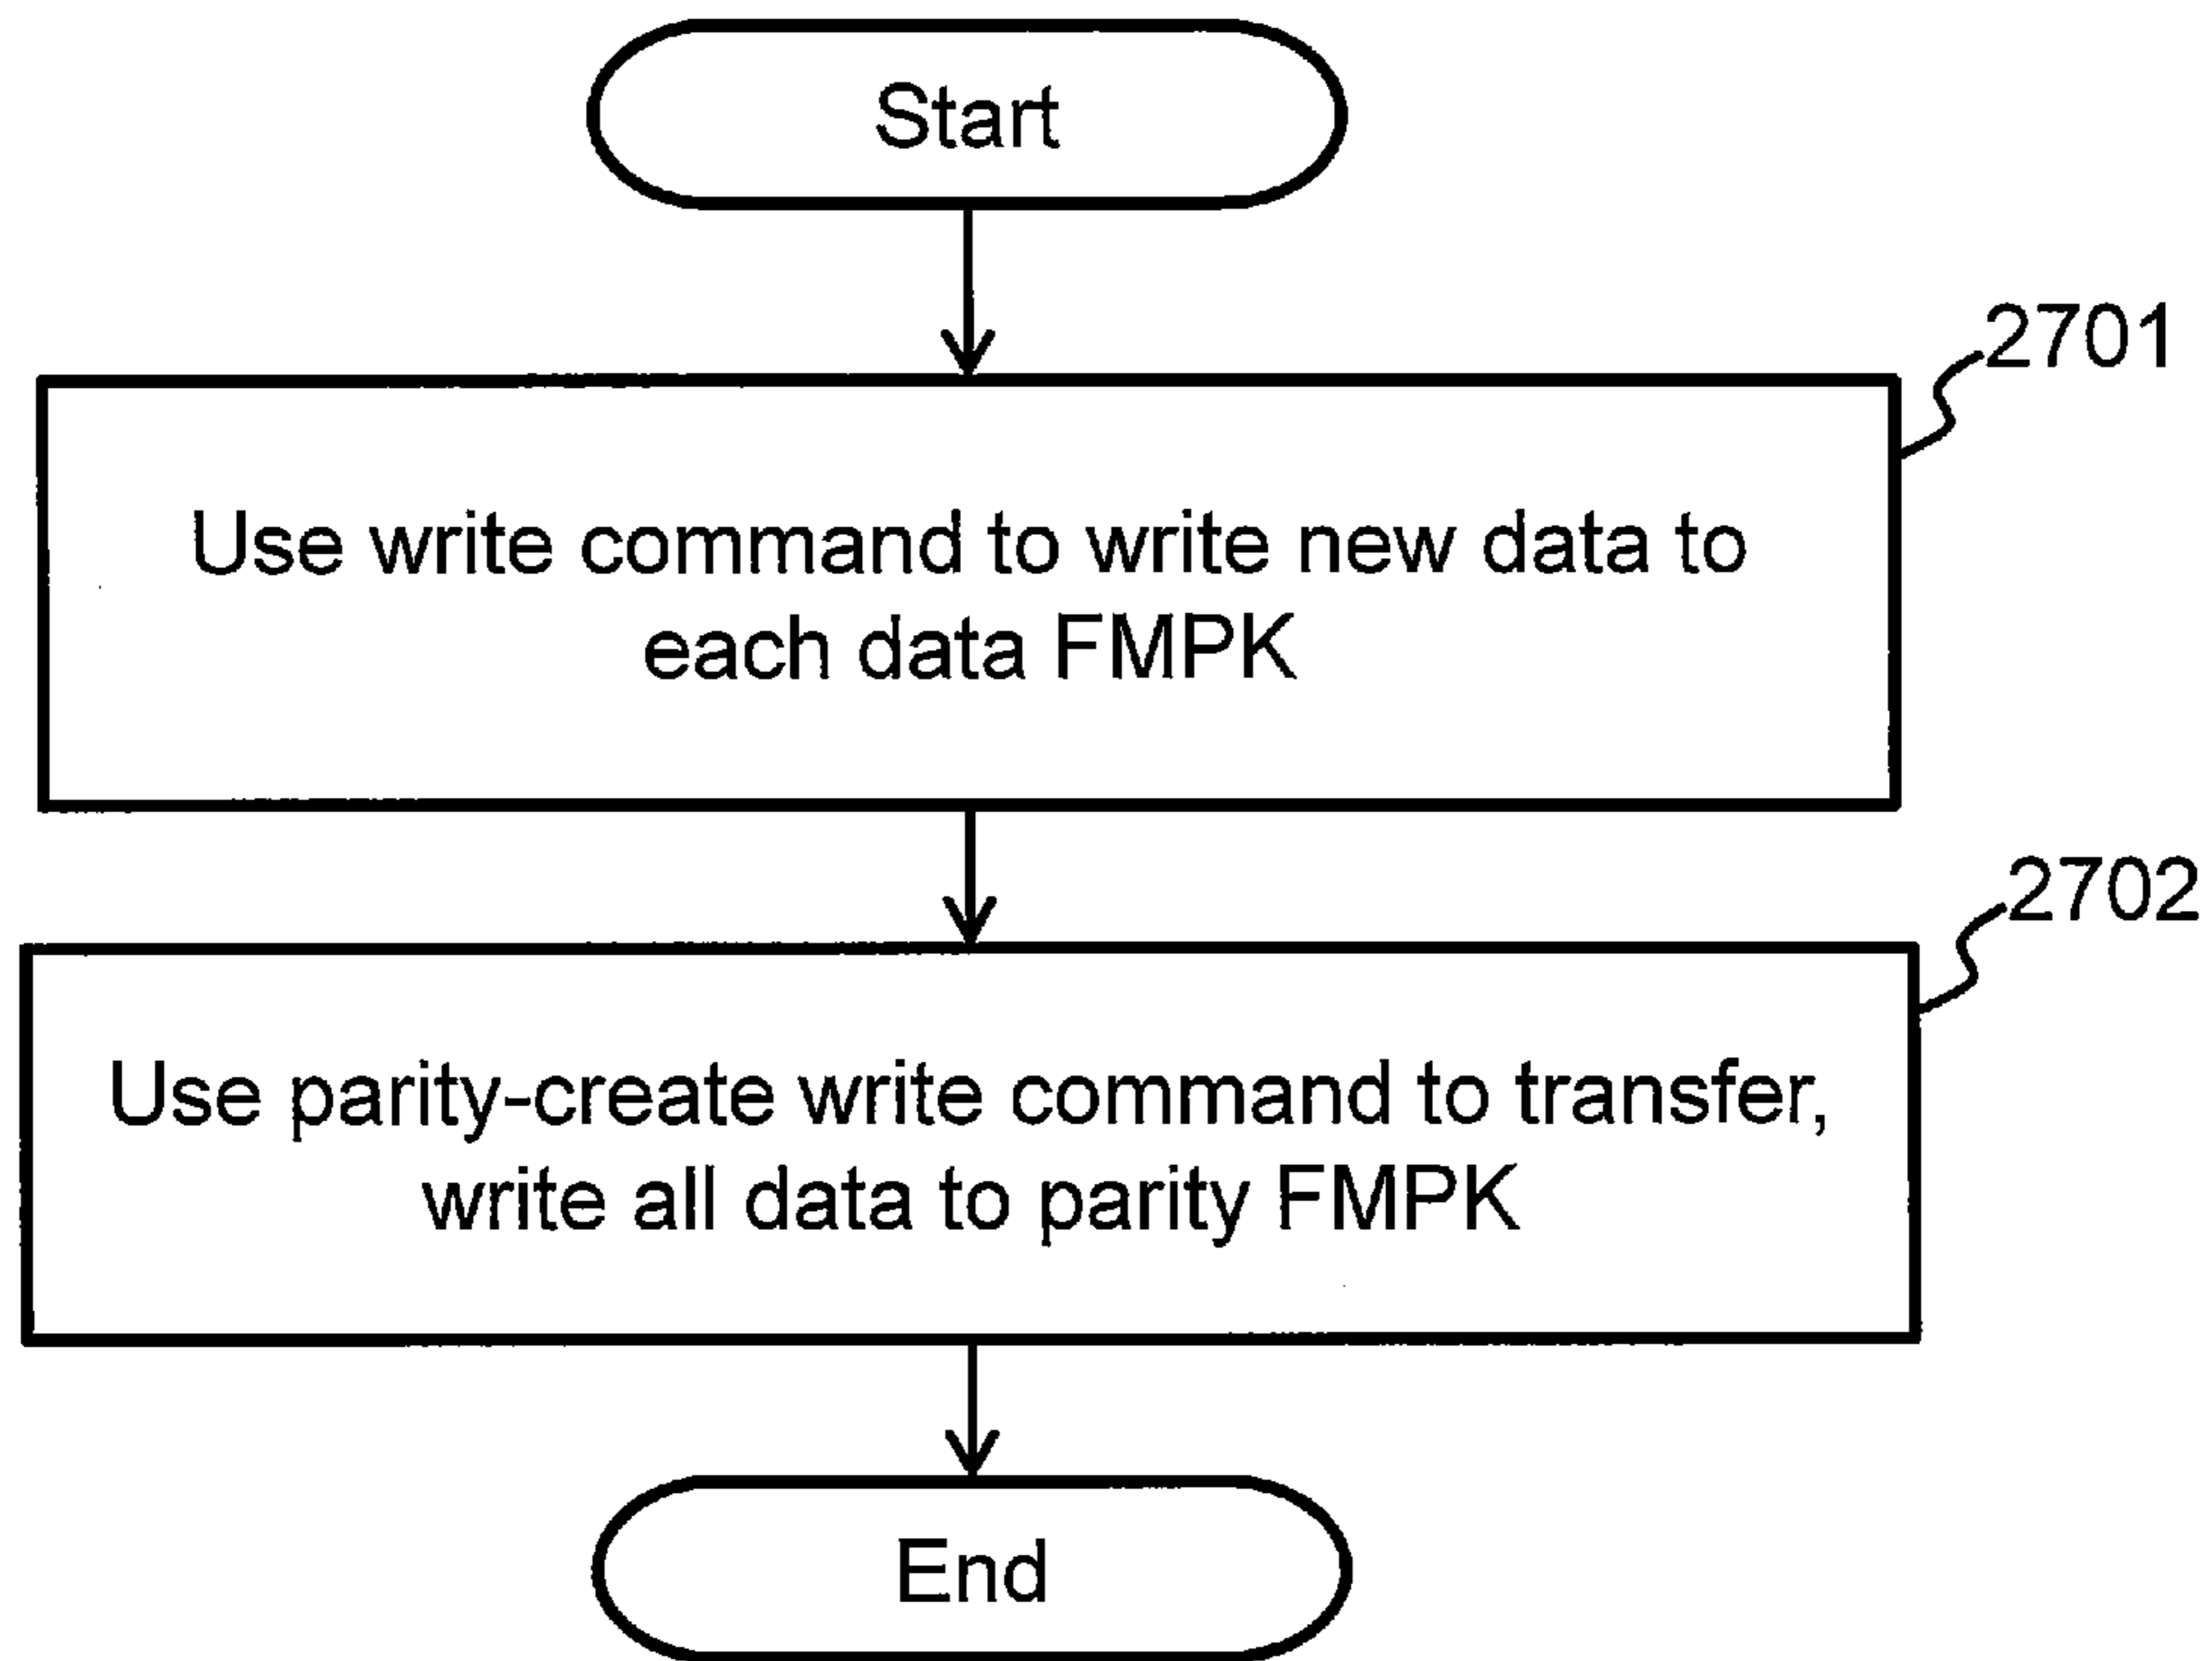 Start
2701
Use write command to write new data to
each data FMPK
2702
Use parity-create write command to transfer,
write all data to parity FMPK
End